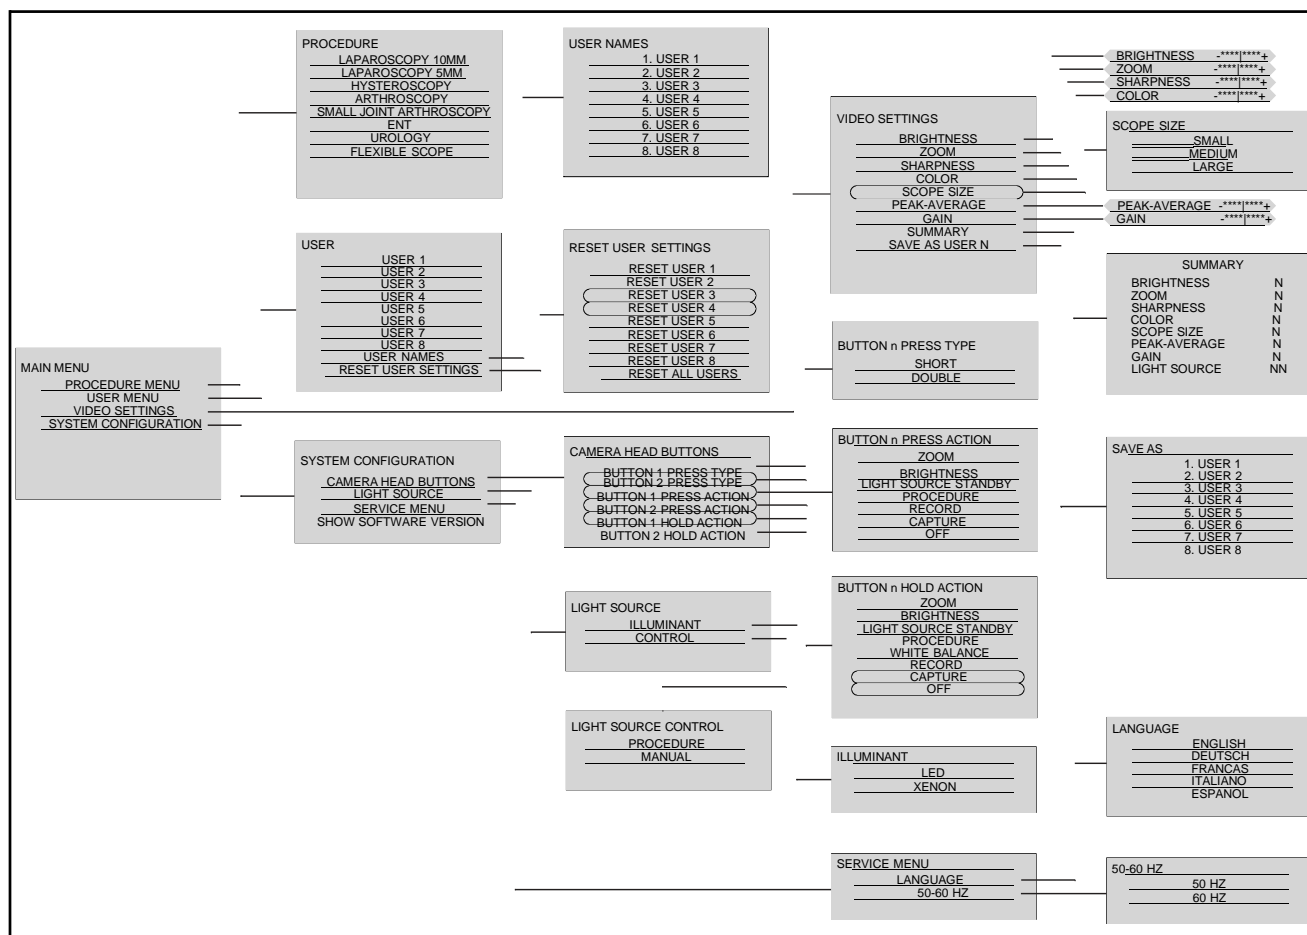 MAIN MENU
PROCEDURE MENU
USER MENU
VIDEO SETTINGS
SYSTEM CONFIGURATION
PROCEDURE
LAPAROSCOPY 10MM
LAPAROSCOPY 5MM
HYSTEROSCOPY
ARTHROSCOPY
SMALL JOINT ARTHROSCOPY
ENT
UROLOGY
FLEXIBLE SCOPE
USER
USER 1
USER 2
USER 3
USER 4
USER 5
USER 6
USER 7
USER 8
USER NAMES
RESET USER SETTINGS
SYSTEM CONFIGURATION
CAMERA HEAD BUTTONS
LIGHT SOURCE
SERVICE MENU
SHOW SOFTWARE VERSION
USER NAMES
1. USER 1
2. USER 2
3. USER 3
4. USER 4
5. USER 5
6. USER 6
7. USER 7
8. USER 8
RESET USER SETTINGS
RESET USER 1
RESET USER 2
RESET USER 3
RESET USER 4
RESET USER 5
RESET USER 6
RESET USER 7
RESET USER 8
RESET ALL USERS
CAMERA HEAD BUTTONS
BUTTON 1 PRESS TYPE
BUTTON 2 PRESS TYPE
BUTTON 1 PRESS ACTION
BUTTON 2 PRESS ACTION
BUTTON 1 HOLD ACTION
BUTTON 2 HOLD ACTION
LIGHT SOURCE
ILLUMINANT
CONTROL
LIGHT SOURCE CONTROL
PROCEDURE
MANUAL
VIDEO SETTINGS
BRIGHTNESS
ZOOM
SHARPNESS
COLOR
SCOPE SIZE
PEAK-AVERAGE
GAIN
SUMMARY
SAVE AS USER N
BUTTON n PRESS TYPE
SHORT
DOUBLE
BUTTON n PRESS ACTION
ZOOM
BRIGHTNESS
LIGHT SOURCE STANDBY
PROCEDURE
RECORD
CAPTURE
OFF
BUTTON n HOLD ACTION
ZOOM
BRIGHTNESS
LIGHT SOURCE STANDBY
PROCEDURE
WHITE BALANCE
RECORD
CAPTURE
OFF
ILLUMINANT
LED
XENON
SERVICE MENU
LANGUAGE
50-60 HZ
BRIGHTNESS -****|****+
ZOOM -****|****+
SHARPNESS -****|****+
COLOR -****|****+
SCOPE SIZE
SMALL
MEDIUM
LARGE
PEAK-AVERAGE -****|****+
GAIN -****|****+
SUMMARY
BRIGHTNESS N
ZOOM N
SHARPNESS N
COLOR N
SCOPE SIZE N
PEAK-AVERAGE N
GAIN N
LIGHT SOURCE NN
SAVE AS
1. USER 1
2. USER 2
3. USER 3
4. USER 4
5. USER 5
6. USER 6
7. USER 7
8. USER 8
LANGUAGE
ENGLISH
DEUTSCH
FRANCAS
ITALIANO
ESPANOL
50-60 HZ
50 HZ
60 HZ